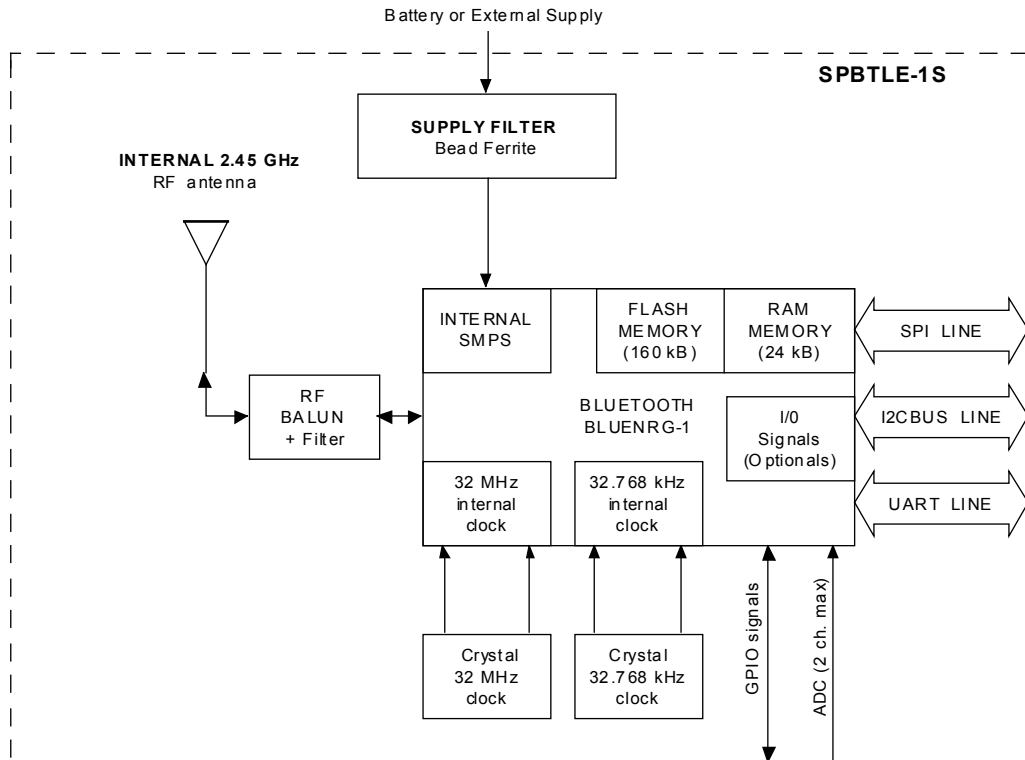 Battery or External Supply
SPBTLE-1S
SUPPLY FILTER
Bead Ferrite
INTERNAL 2.45 GHz
RF antenna
INTERNAL
SMPS
FLASH
MEMORY
(160 kB)
RAM
MEMORY
(24 kB)
SPI LINE
RF
BALUN
+ Filter
BLUETOOTH
BLUENRG-1
I/0
Signals
(Optionals)
I2CBUS LINE
32 MHz
internal
clock
32.768 kHz
internal
clock
UART LINE
Crystal
32 MHz
clock
Crystal
32.768 kHz
clock
GPIO signals
ADC (2 ch. max)